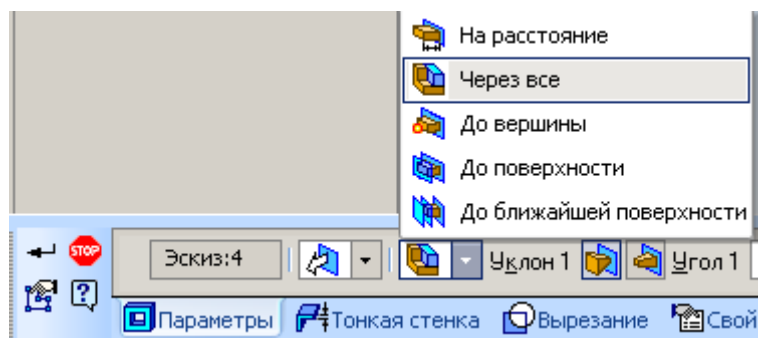 На расстояние
Через все
До вершины
До поверхности
До ближайшей поверхности
STOP Эскиз:4 Уклон 1 Угол 1
?
Параметры Тонкая стенка Вырезание Свой